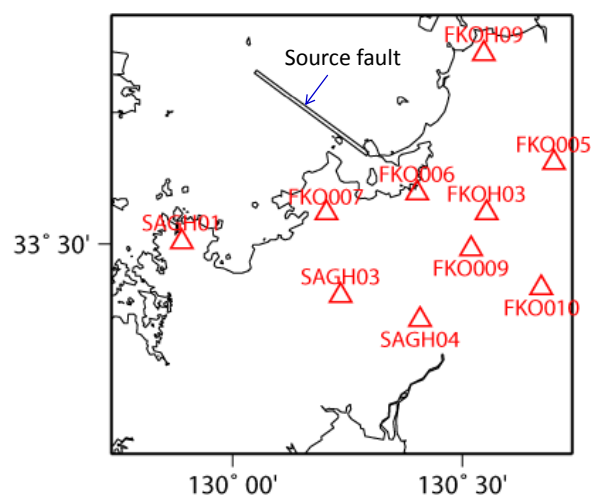 FKOH09
Source fault
FKO005
FKO006
FKO007
FKOH03
SAGH01
33° 30'
FKO009
SAGH03
FKO010
SAGH04
130° 00'
130° 30'